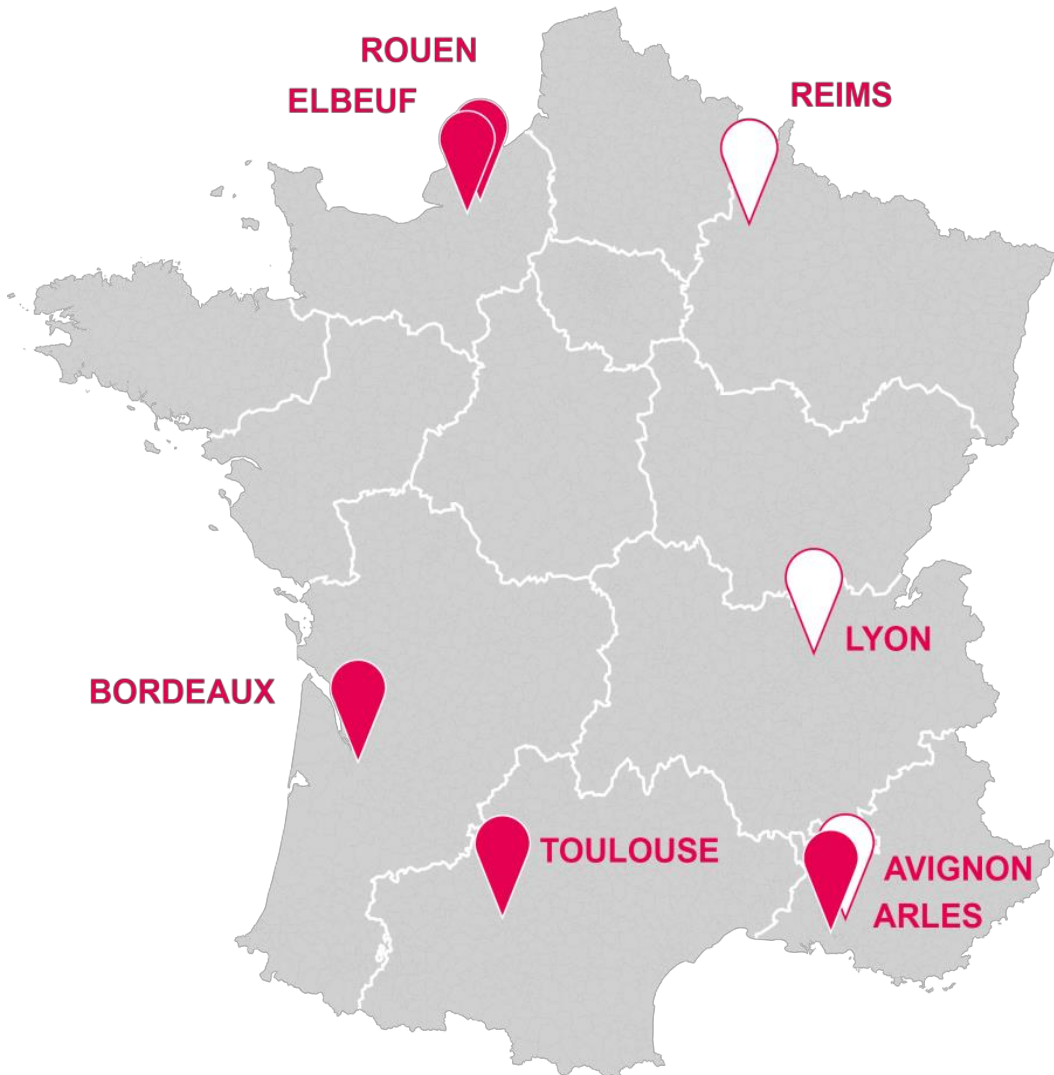 ROUEN
ELBEUF
REIMS
LYON
BORDEAUX
TOULOUSE
AVIGNON
ARLES